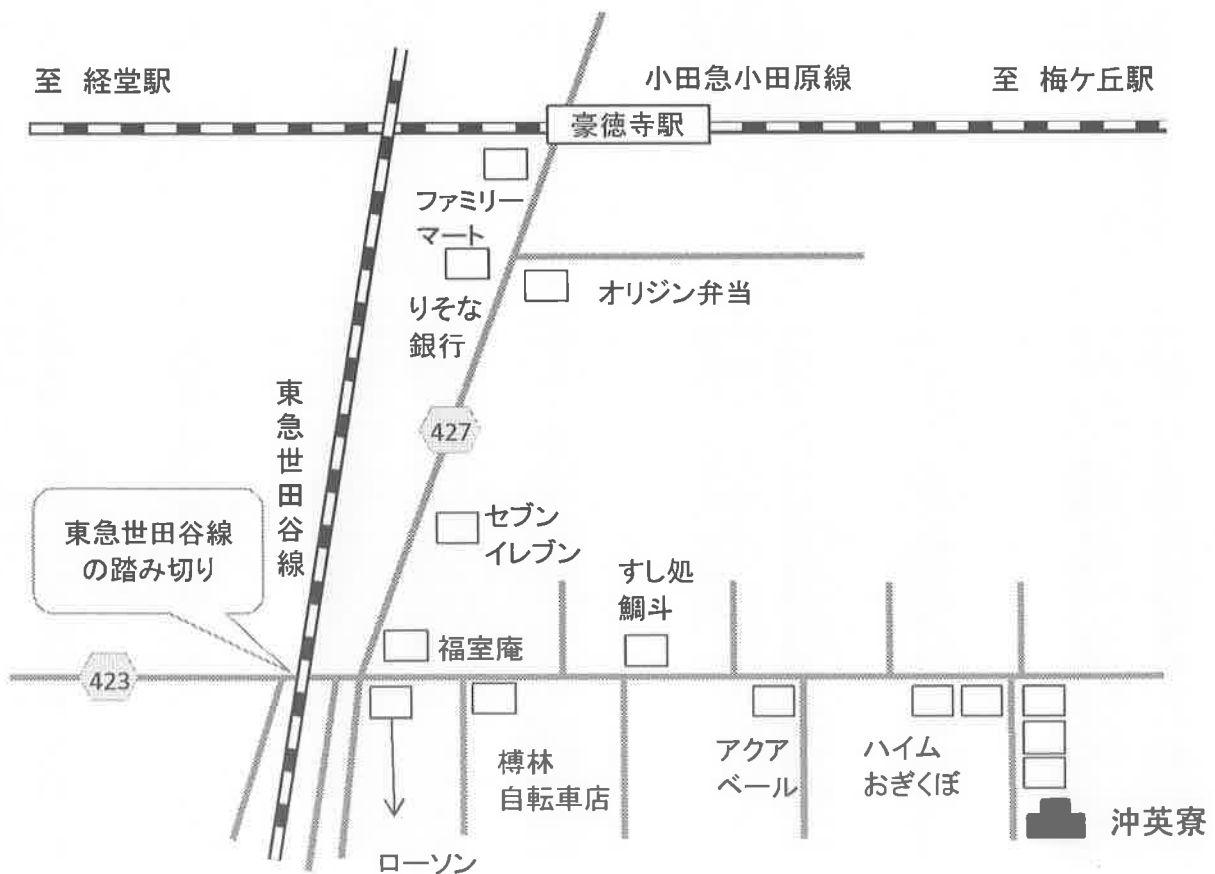 至 経堂駅
小田急小田原線
至 梅ケ丘駅
豪徳寺駅
ファミリー
マート
りそな
銀行
オリジン弁当
427
東急世田谷線
東急世田谷線
の踏み切り
セブン
イレブン
すし処
鯛斗
福室庵
423
榑林
自転車店
アクア
ベール
ハイム
おぎくぼ
沖英寮
ローソン